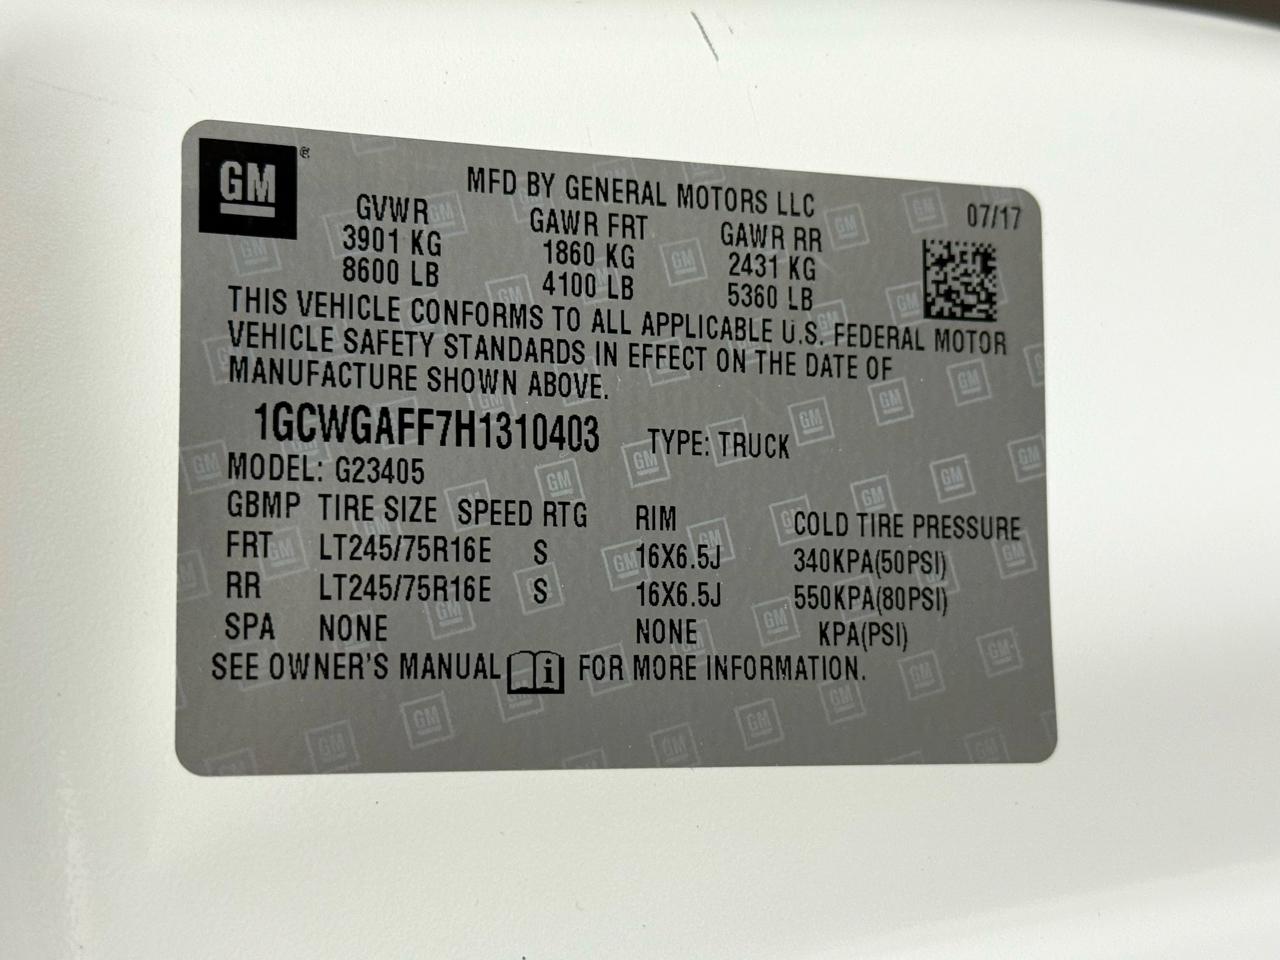 GM
MFD BY GENERAL MOTORS LLC
07/17
GVWR GAWR FRT GAWR RR
3901 KG 1860 KG 2431 KG
8600 LB 4100 LB 5360 LB
THIS VEHICLE CONFORMS TO ALL APPLICABLE U.S. FEDERAL MOTOR
VEHICLE SAFETY STANDARDS IN EFFECT ON THE DATE OF
MANUFACTURE SHOWN ABOVE.
1GCWGAFF7H1310403 TYPE: TRUCK
MODEL: G23405
GBMP TIRE SIZE SPEED RTG RIM COLD TIRE PRESSURE
FRT LT245/75R16E S 16X6.5J 340KPA(50PSI)
RR LT245/75R16E S 16X6.5J 550KPA(80PSI)
SPA NONE NONE KPA(PSI)
SEE OWNER'S MANUAL i FOR MORE INFORMATION.